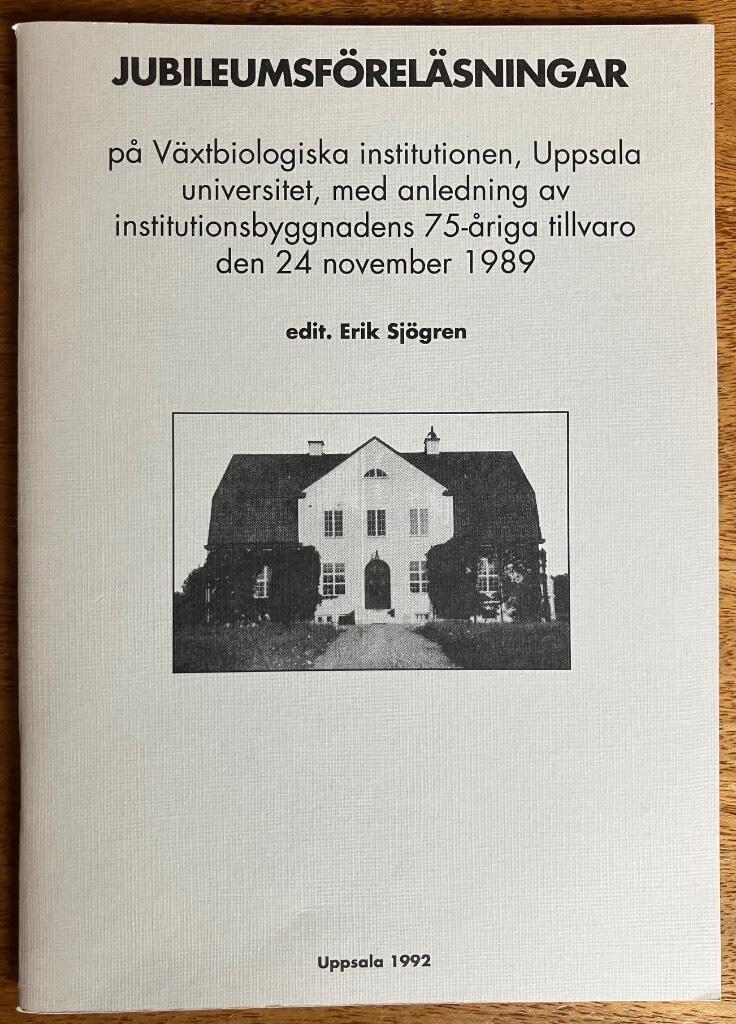 JUBILEUMSFÖRELÄSNINGAR
på Växtbiologiska institutionen, Uppsala
universitet, med anledning av
institutionsbyggnadens 75-åriga tillvaro
den 24 november 1989
edit. Erik Sjögren
Uppsala 1992